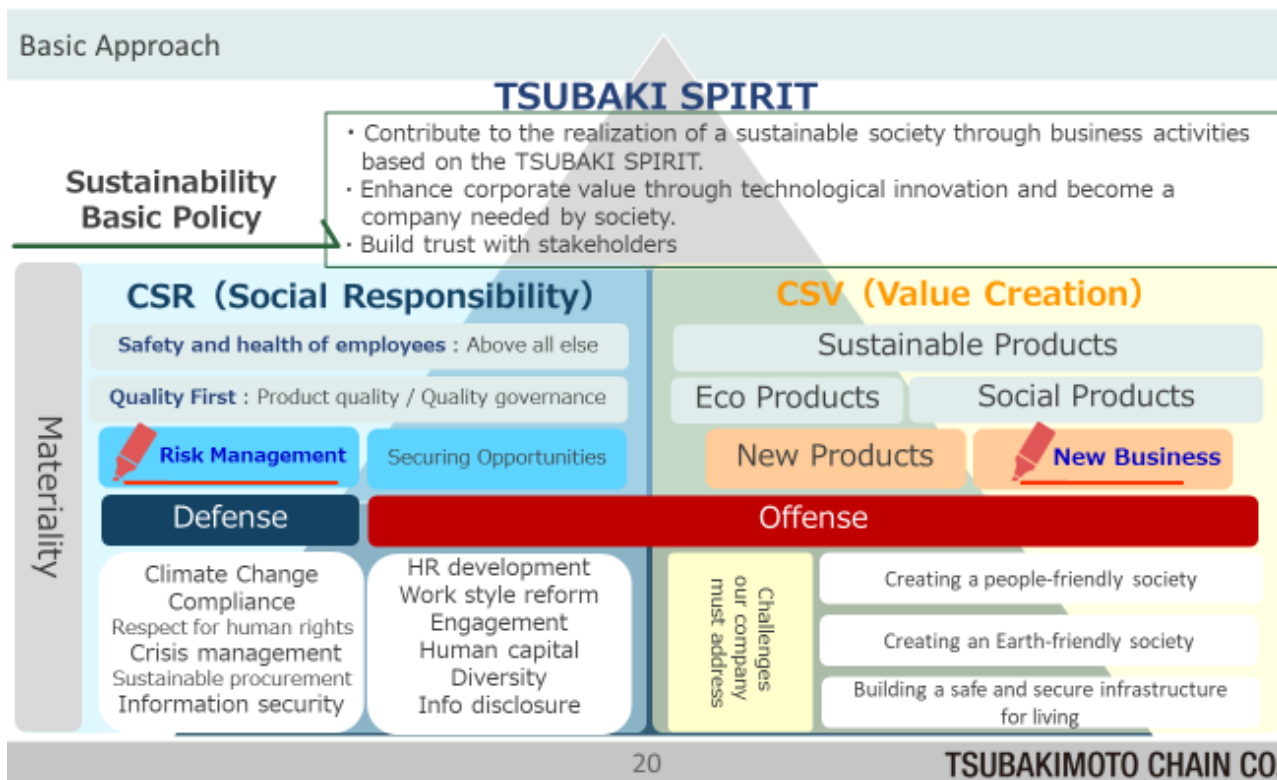 Basic Approach
TSUBAKI SPIRIT
Sustainability
Basic Policy
・Contribute to the realization of a sustainable society through business activities
based on the TSUBAKI SPIRIT.
・Enhance corporate value through technological innovation and become a
company needed by society.
・Build trust with stakeholders
Materiality
CSR（Social Responsibility）
Safety and health of employees : Above all else
Quality First : Product quality / Quality governance
Risk Management
Securing Opportunities
CSV（Value Creation）
Sustainable Products
Eco Products
Social Products
New Products
New Business
Defense
Offense
Climate Change
Compliance
Respect for human rights
Crisis management
Sustainable procurement
Information security
HR development
Work style reform
Engagement
Human capital
Diversity
Info disclosure
Challenges
our company
must address
Creating a people-friendly society
Creating an Earth-friendly society
Building a safe and secure infrastructure
for living
20
TSUBAKIMOTO CHAIN CO